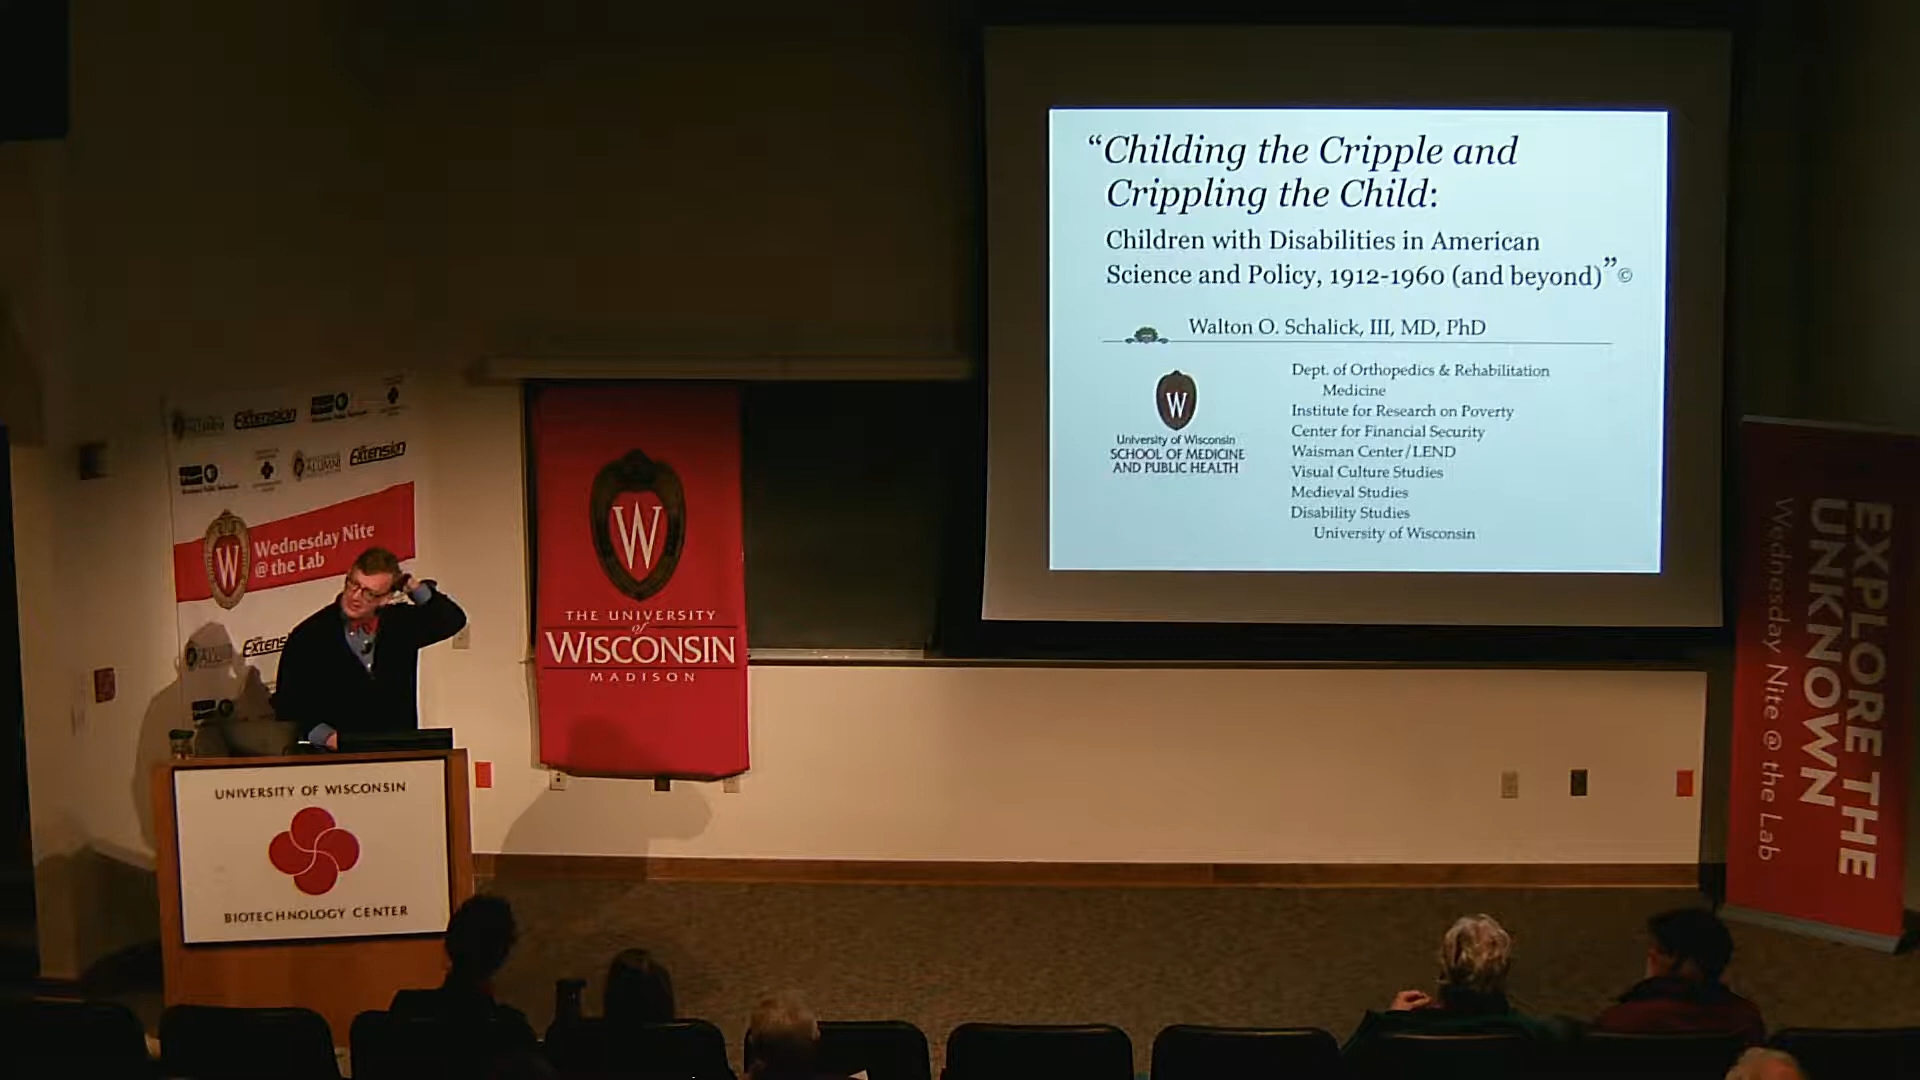 “Childing the Cripple and
Crippling the Child:
Children with Disabilities in American
Science and Policy, 1912-1960 (and beyond)”©
Walton O. Schalick, III, MD, PhD
W
University of Wisconsin
SCHOOL OF MEDICINE
AND PUBLIC HEALTH
Dept. of Orthopedics & Rehabilitation
Medicine
Institute for Research on Poverty
Center for Financial Security
Waisman Center/LEND
Visual Culture Studies
Medieval Studies
Disability Studies
University of Wisconsin
Extension
ALUMNI
Extension
W
Wednesday Nite
@ the Lab
Extens
W
THE UNIVERSITY
of
WISCONSIN
MADISON
UNIVERSITY OF WISCONSIN
BIOTECHNOLOGY CENTER
EXPLORE THE
UNKNOWN
Wednesday Nite @ the Lab